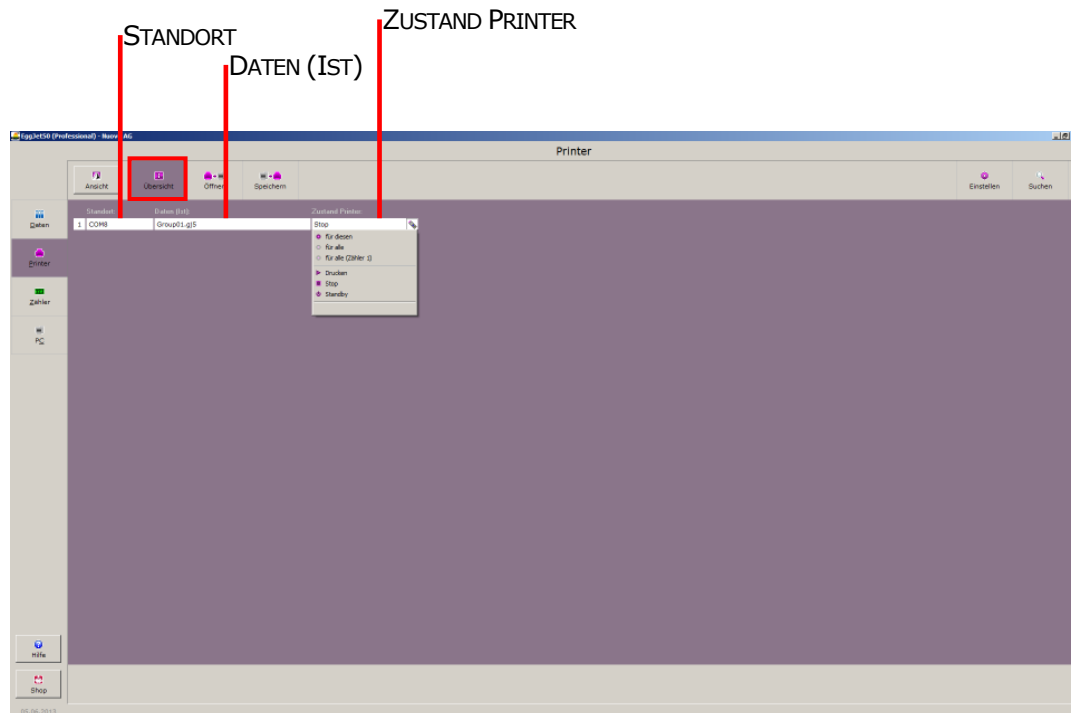 ZUSTAND PRINTER
STANDORT
DATEN (IST)
EggJet50 (Professional) - Nuovo AG
Printer
Ansicht
Übersicht
Öffnen
Speichern
Einstellen
Suchen
Daten
Printer
Zähler
PC
Standort:
Daten (Ist):
Zustand Printer:
1 COM8 Group01.gj5 Stop
für diesen
für alle
für alle (Zähler 1)
Drucken
Stop
Standby
Hilfe
Shop